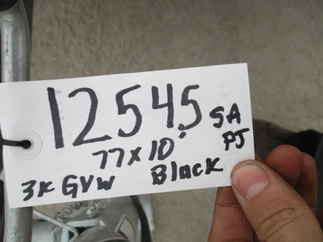 12545 SA
PJ
77x10'
3K GVW Black